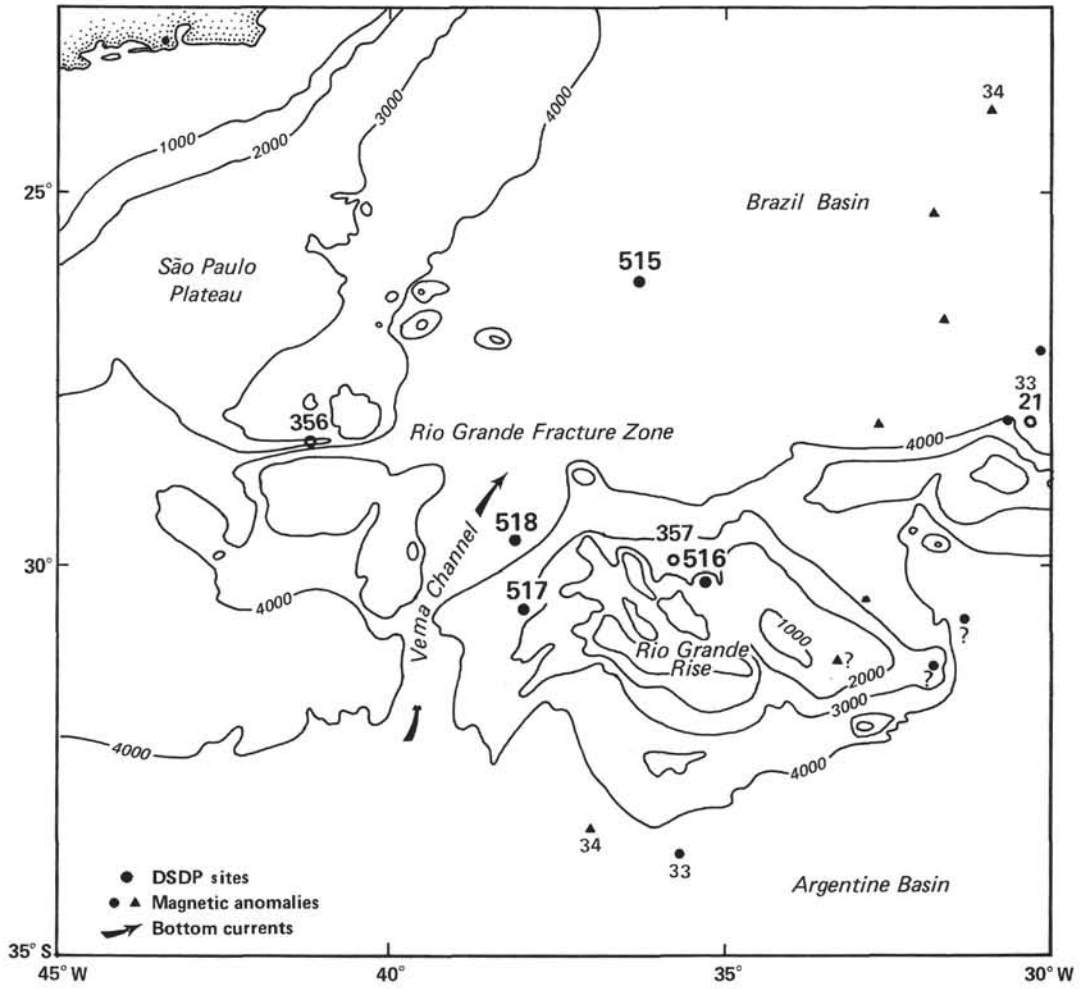 34
1000
2000
3000
4000
25°
Brazil Basin
São Paulo
Plateau
515
33
21
356
Rio Grande Fracture Zone
4000
518
357
516
30°
517
Vema Channel
4000
1000
?
Rio Grande
Rise
?
2000
?
3000
4000
4000
34
33
DSDP sites
Magnetic anomalies
Bottom currents
Argentine Basin
35° S
45° W
40°
35°
30° W